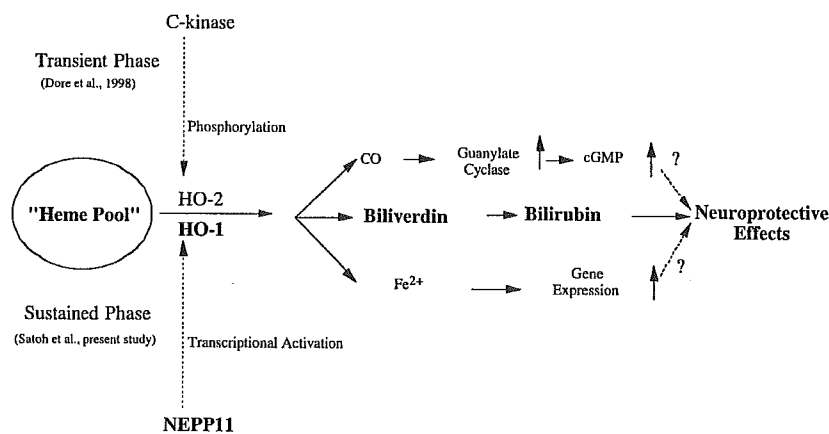 C-kinase
Transient Phase
(Dore et al., 1998)
Phosphorylation
"Heme Pool"
HO-2
HO-1
CO
Guanylate
Cyclase
cGMP
?
Biliverdin
Bilirubin
Neuroprotective
Effects
Fe2+
Gene
Expression
?
Sustained Phase
(Satoh et al., present study)
Transcriptional Activation
NEPP11